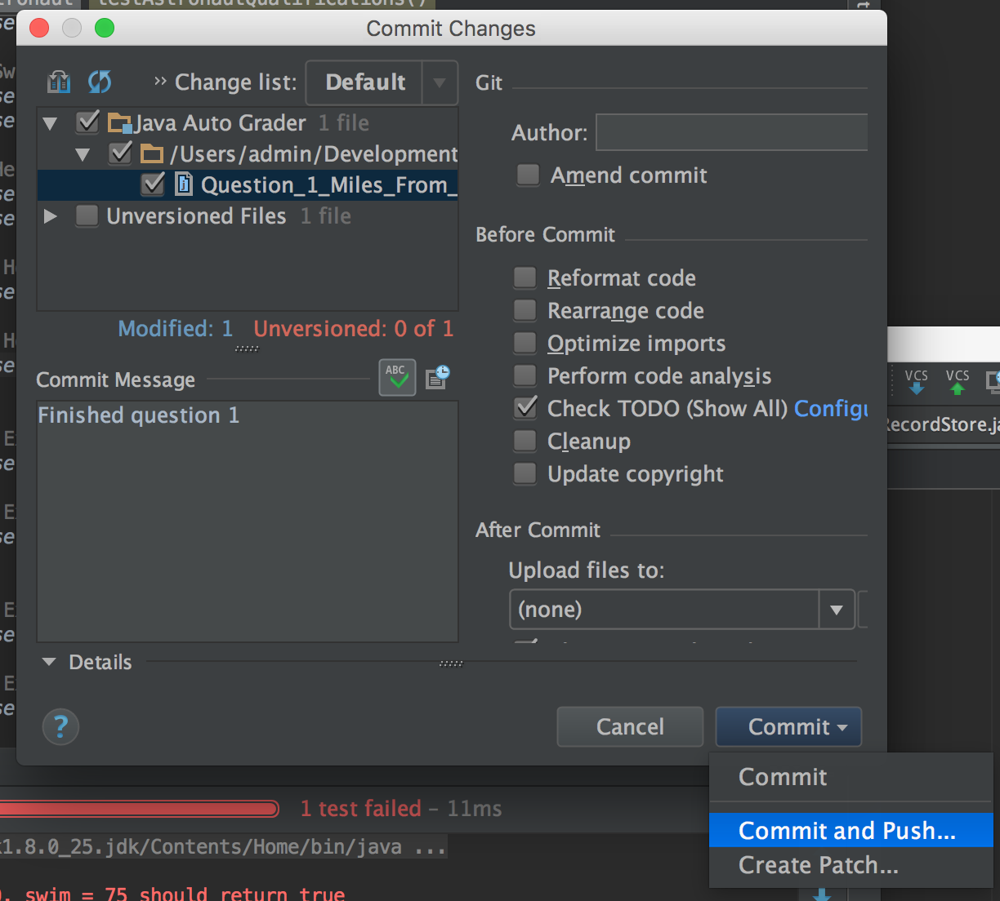 testAstronautQualifications()
Commit Changes
Change list: Default
Java Auto Grader 1 file
/Users/admin/Development
Question_1_Miles_From_
Unversioned Files 1 file
Modified: 1 Unversioned: 0 of 1
Commit Message
ABC
Finished question 1
Details
?
Git
Author:
Amend commit
Before Commit
Reformat code
Rearrange code
Optimize imports
Perform code analysis
Check TODO (Show All) Configu
Cleanup
Update copyright
After Commit
Upload files to:
(none)
Cancel
Commit
Commit
Commit and Push...
Create Patch...
VCS VCS
RecordStore.ja
1 test failed – 11ms
1.8.0_25.jdk/Contents/Home/bin/java ...
swim = 75 should return true